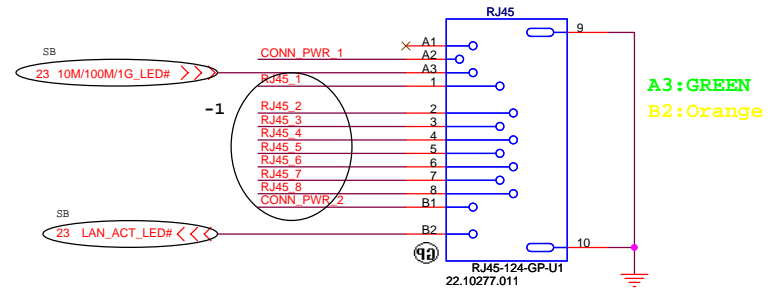 RJ45
9
A1
SB
CONN_PWR_1
A2
23 10M/100M/1G_LED#
A3
RJ45_1
1
A3:GREEN
-1
RJ45_2
2
B2:Orange
RJ45_3
3
RJ45_4
4
RJ45_5
5
RJ45_6
6
RJ45_7
7
RJ45_8
8
CONN_PWR_2
B1
SB
23 LAN_ACT_LED#
B2
10
GP
RJ45-124-GP-U1
22.10277.011